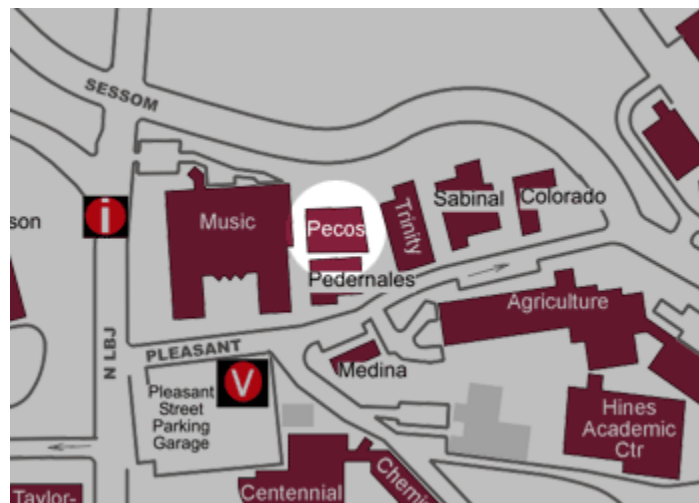 SESSOM
son
i
Music
Pecos
Trinity
Sabinal
Colorado
Pedernales
Agriculture
N LBJ
PLEASANT
V
Medina
Pleasant
Street
Parking
Garage
Hines
Academic
Ctr
Taylor-
Centennial
Chemi